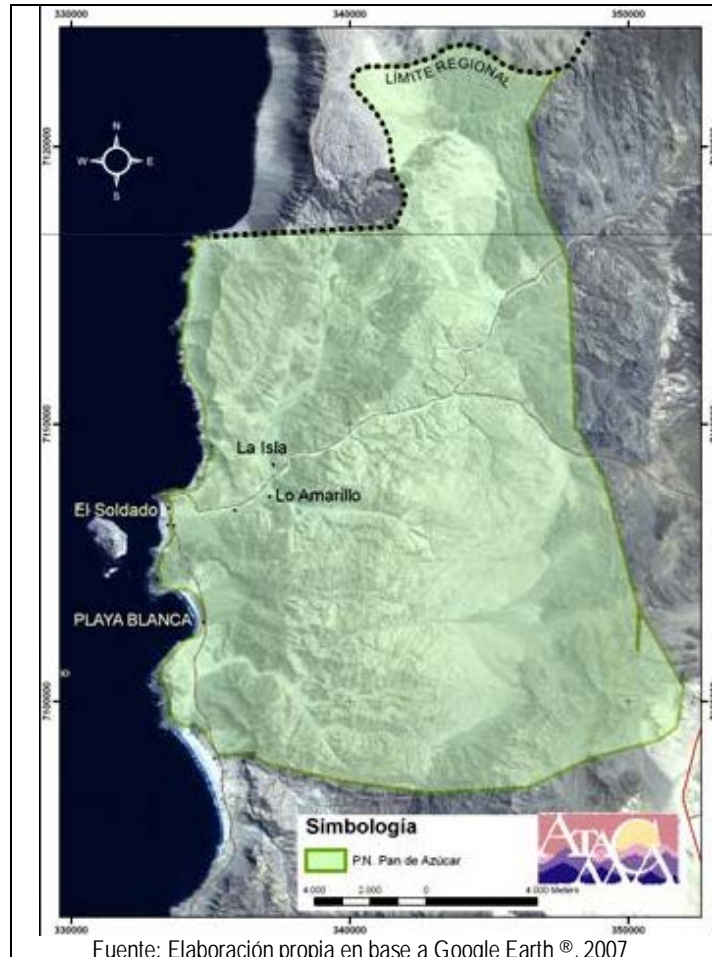 330000 340000 350000
LÍMITE REGIONAL
N
W E
S
7120000
7110000
La Isla
Lo Amarillo
El Soldado
PLAYA BLANCA
7100000
Simbología
P.N. Pan de Azúcar
4 000 2 000 0 4 000 Meters
ATACAMA
330000 340000 350000
Fuente: Elaboración propia en base a Google Earth ®, 2007